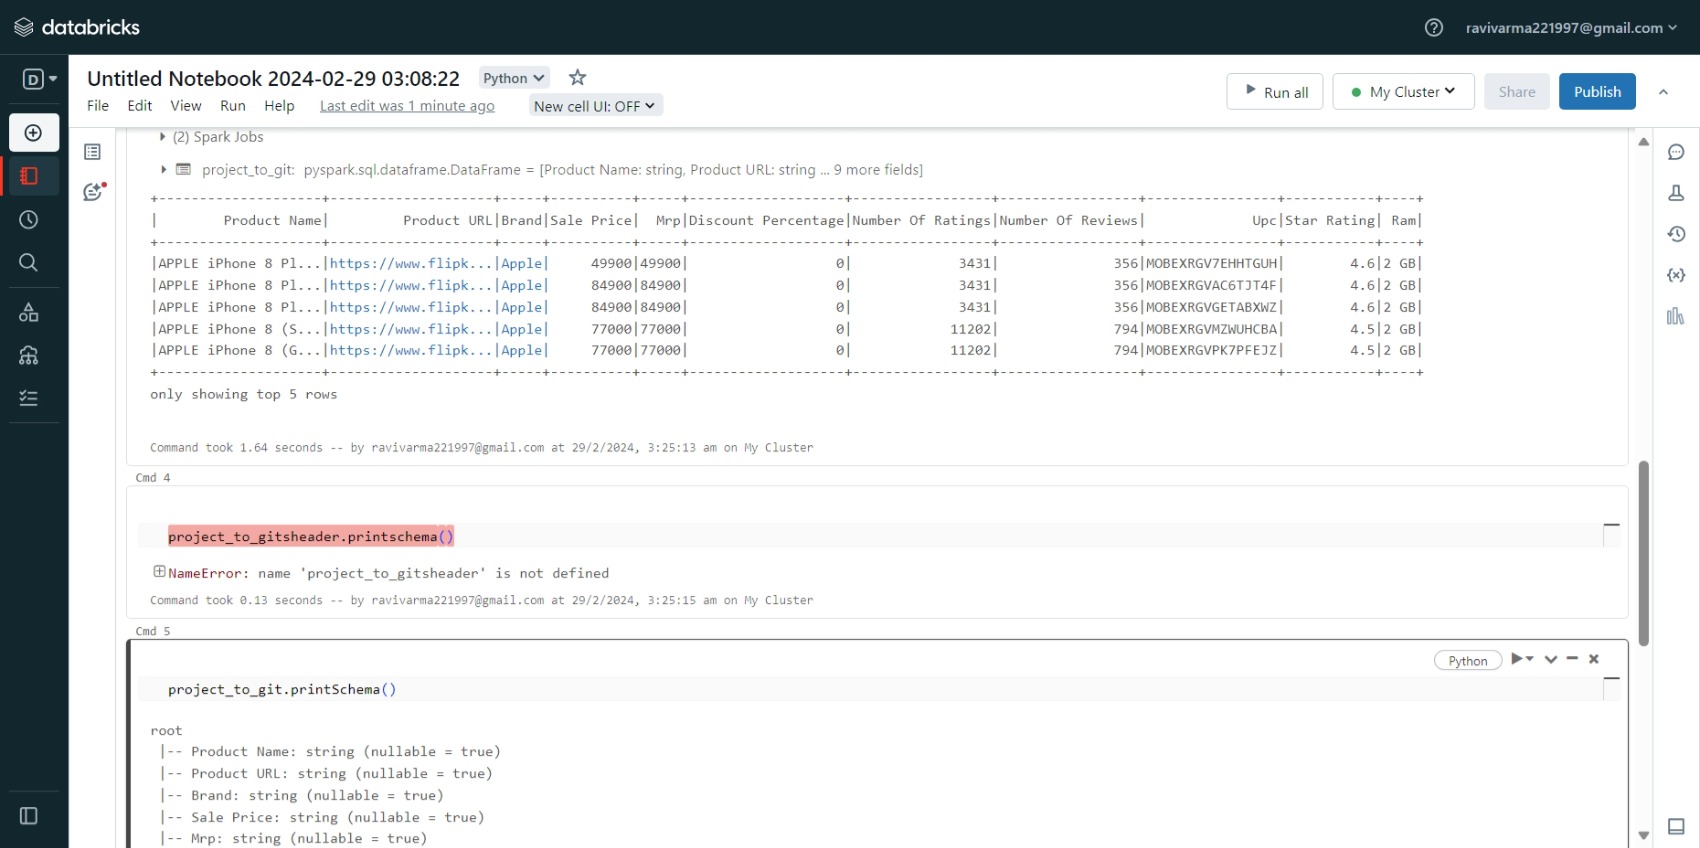 databricks
ravivarma221997@gmail.com
D
Untitled Notebook 2024-02-29 03:08:22
Python
File Edit View Run Help Last edit was 1 minute ago New cell UI: OFF
Run all
My Cluster
Share
Publish
(2) Spark Jobs
project_to_git: pyspark.sql.dataframe.DataFrame = [Product Name: string, Product URL: string ... 9 more fields]
+--------------------+--------------------+-----+----------+-----+-------------------+-----------------+-----------------+----------------+-----------+----+
|        Product Name|         Product URL|Brand|Sale Price|  Mrp|Discount Percentage|Number Of Ratings|Number Of Reviews|             Upc|Star Rating| Ram|
+--------------------+--------------------+-----+----------+-----+-------------------+-----------------+-----------------+----------------+-----------+----+
|APPLE iPhone 8 Pl...|https://www.flipk...|Apple|     49900|49900|                  0|             3431|              356|MOBEXRGV7EHHTGUH|        4.6|2 GB|
|APPLE iPhone 8 Pl...|https://www.flipk...|Apple|     84900|84900|                  0|             3431|              356|MOBEXRGVAC6TJT4F|        4.6|2 GB|
|APPLE iPhone 8 Pl...|https://www.flipk...|Apple|     84900|84900|                  0|             3431|              356|MOBEXRGVGETABXWZ|        4.6|2 GB|
|APPLE iPhone 8 (S...|https://www.flipk...|Apple|     77000|77000|                  0|            11202|              794|MOBEXRGVMZWUHCBA|        4.5|2 GB|
|APPLE iPhone 8 (G...|https://www.flipk...|Apple|     77000|77000|                  0|            11202|              794|MOBEXRGVPK7PFEJZ|        4.5|2 GB|
+--------------------+--------------------+-----+----------+-----+-------------------+-----------------+-----------------+----------------+-----------+----+
only showing top 5 rows
Command took 1.64 seconds -- by ravivarma221997@gmail.com at 29/2/2024, 3:25:13 am on My Cluster
Cmd 4
project_to_gitsheader.printschema()
NameError: name 'project_to_gitsheader' is not defined
Command took 0.13 seconds -- by ravivarma221997@gmail.com at 29/2/2024, 3:25:15 am on My Cluster
Cmd 5
Python
project_to_git.printSchema()
root
|-- Product Name: string (nullable = true)
|-- Product URL: string (nullable = true)
|-- Brand: string (nullable = true)
|-- Sale Price: string (nullable = true)
|-- Mrp: string (nullable = true)